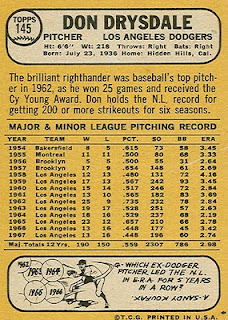 TOPPS
145
DON DRYSDALE
PITCHER LOS ANGELES DODGERS
Ht: 6'6" Wt: 218 Throws: Right Bats: Right
Born: July 23, 1936 Home: Hidden Hills, Cal.
The brilliant righthander was baseball's top pitcher
in 1962, as he won 25 games and received the
Cy Young Award. Don holds the N.L. record for
getting 200 or more strikeouts for six seasons.
MAJOR & MINOR LEAGUE PITCHING RECORD
YEAR TEAM W L PCT. SO BB ERA
1954 Bakersfield 8 5 .615 73 58 3.45
1955 Montreal 11 11 .500 80 68 3.33
1956 Brooklyn 5 5 .500 55 31 2.64
1957 Brooklyn 17 9 .654 148 61 2.69
1958 Los Angeles 12 13 .480 131 72 4.16
1959 Los Angeles 17 13 .567 242 93 3.45
1960 Los Angeles 15 14 .517 246 72 2.84
1961 Los Angeles 13 10 .565 182 83 3.69
1962 Los Angeles 25 9 .735 232 78 2.84
1963 Los Angeles 19 17 .528 251 57 2.63
1964 Los Angeles 18 16 .529 237 68 2.19
1965 Los Angeles 23 12 .657 210 66 2.78
1966 Los Angeles 13 16 .448 177 45 3.42
1967 Los Angeles 13 16 .448 196 60 2.74
Maj. Totals 12 Yrs. 190 150 .559 2307 786 2.98
1962
1963 1964
1965 1966
Q-WHICH EX-DODGER
PITCHER LED THE N.L.
IN ERA FOR 5 YEARS
IN A ROW?
A. SANDY KOUFAX.
© T.C.G. PRINTED IN U.S.A.